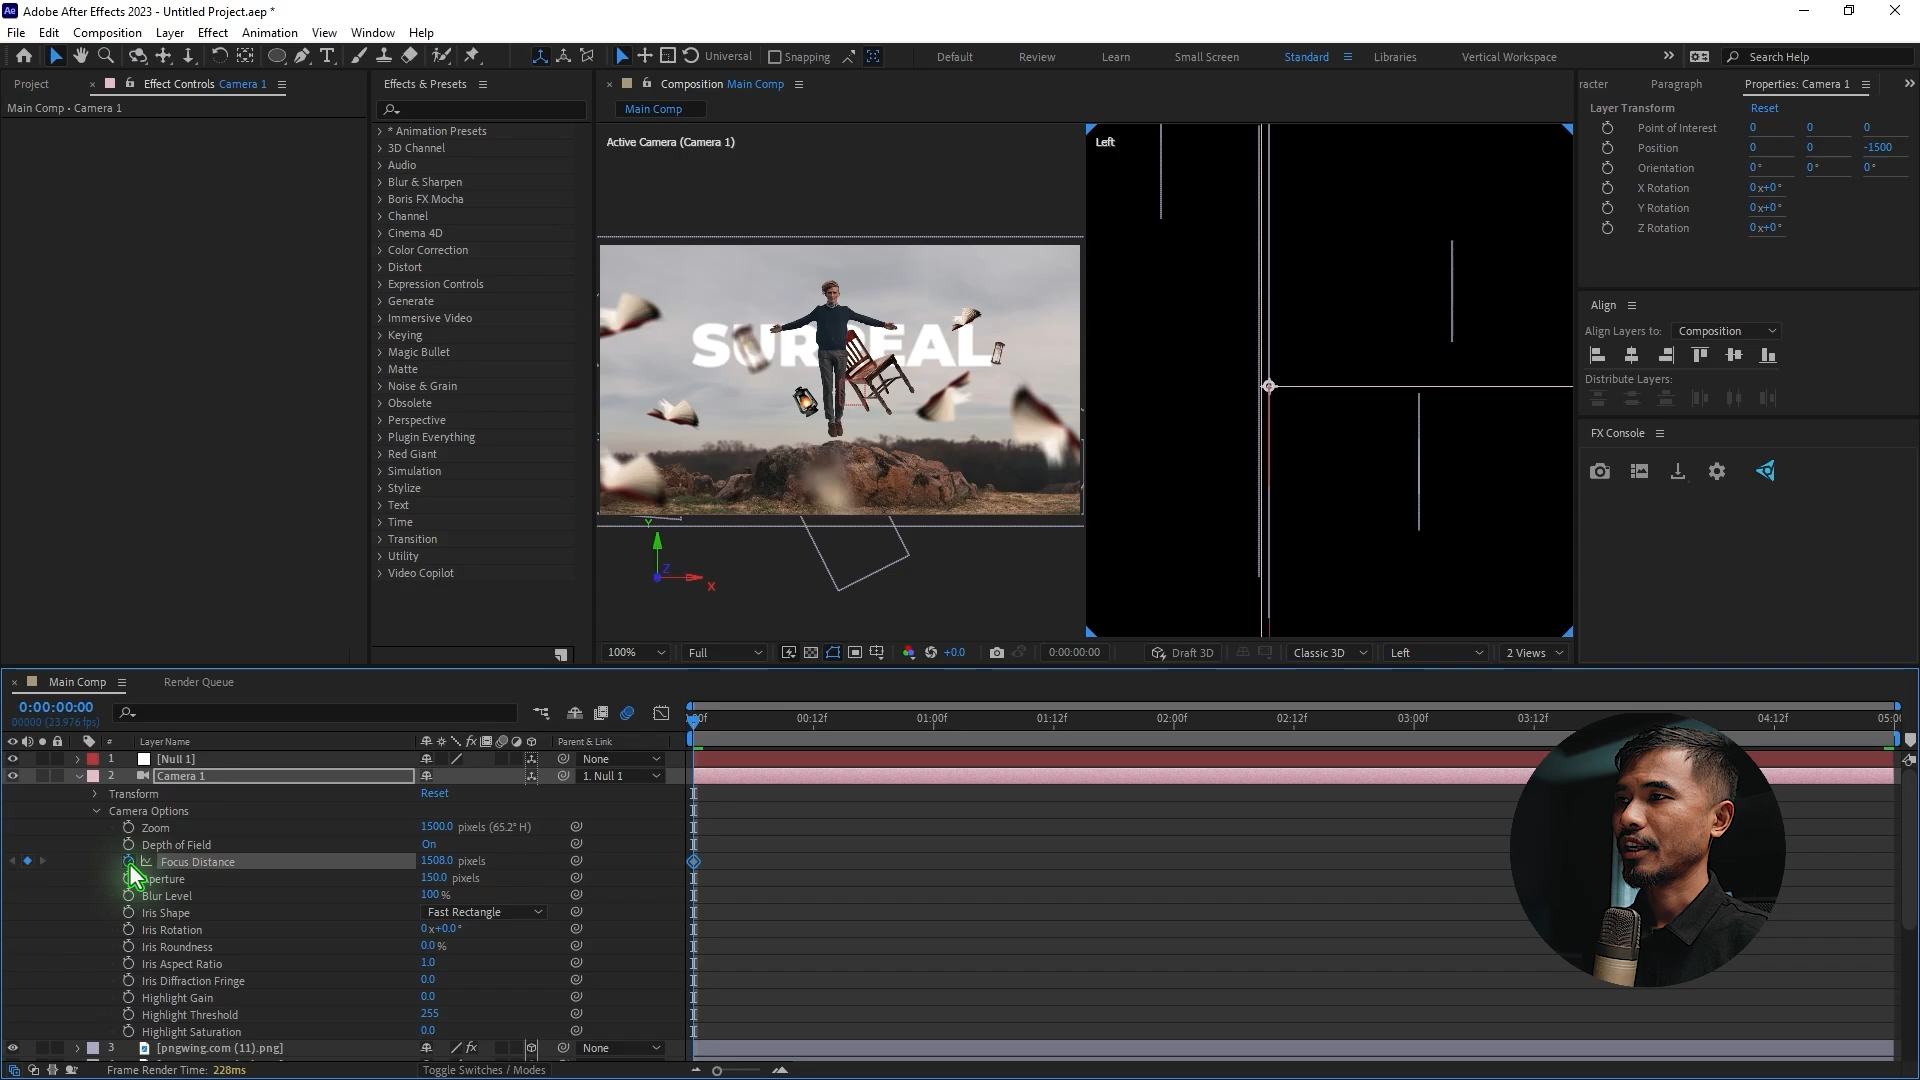 Adobe After Effects 2023 - Untitled Project.aep *
File Edit Composition Layer Effect Animation View Window Help
Universal Snapping Default Review Learn Small Screen Standard Libraries Vertical Workspace Search Help
Project Effect Controls Camera 1
Main Comp • Camera 1
Effects & Presets
* Animation Presets
3D Channel
Audio
Blur & Sharpen
Boris FX Mocha
Channel
Cinema 4D
Color Correction
Distort
Expression Controls
Generate
Immersive Video
Keying
Magic Bullet
Matte
Noise & Grain
Obsolete
Perspective
Plugin Everything
Red Giant
Simulation
Stylize
Text
Time
Transition
Utility
Video Copilot
Composition Main Comp
Main Comp
Active Camera (Camera 1)
Left
Y
Z
X
100% Full +0.0 0:00:00:00 Draft 3D Classic 3D Left 2 Views
racter Paragraph Properties: Camera 1
Layer Transform Reset
Point of Interest 0 0 0
Position 0 0 -1500
Orientation 0° 0° 0°
X Rotation 0x+0°
Y Rotation 0x+0°
Z Rotation 0x+0°
Align
Align Layers to: Composition
Distribute Layers:
FX Console
Main Comp Render Queue
0:00:00:00
00000 (23.976 fps)
00:12f 01:00f 01:12f 02:00f 02:12f 03:00f 03:12f 04:12f
# Layer Name Parent & Link
1 [Null 1] None
2 Camera 1 1. Null 1
Transform Reset
Camera Options
Zoom 1500.0 pixels (65.2° H)
Depth of Field On
Focus Distance 1508.0 pixels
perture 150.0 pixels
Blur Level 100 %
Iris Shape Fast Rectangle
Iris Rotation 0x+0.0°
Iris Roundness 0.0 %
Iris Aspect Ratio 1.0
Iris Diffraction Fringe 0.0
Highlight Gain 0.0
Highlight Threshold 255
Highlight Saturation 0.0
3 [pngwing.com (11).png] fx None
Frame Render Time: 228ms Toggle Switches / Modes